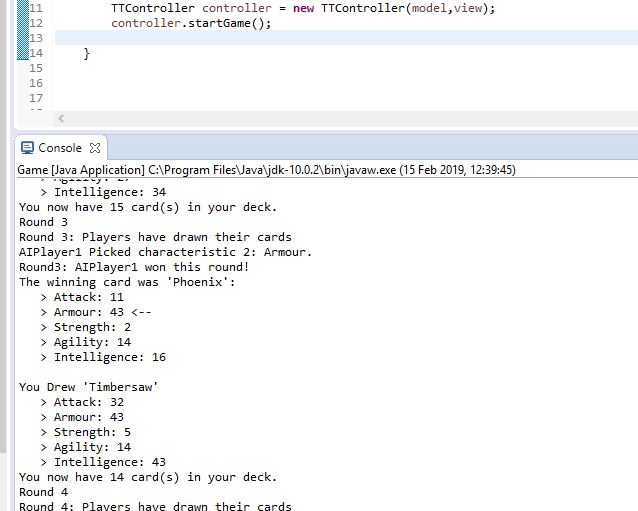 11 TTController controller = new TTController(model,view);
12 controller.startGame();
13
14 }
15
16
17
Console
Game [Java Application] C:\Program Files\Java\jdk-10.0.2\bin\javaw.exe (15 Feb 2019, 12:39:45)
> Agility: 27
> Intelligence: 34
You now have 15 card(s) in your deck.
Round 3
Round 3: Players have drawn their cards
AIPlayer1 Picked characteristic 2: Armour.
Round3: AIPlayer1 won this round!
The winning card was 'Phoenix':
> Attack: 11
> Armour: 43 <--
> Strength: 2
> Agility: 14
> Intelligence: 16
You Drew 'Timbersaw'
> Attack: 32
> Armour: 43
> Strength: 5
> Agility: 14
> Intelligence: 43
You now have 14 card(s) in your deck.
Round 4
Round 4: Players have drawn their cards